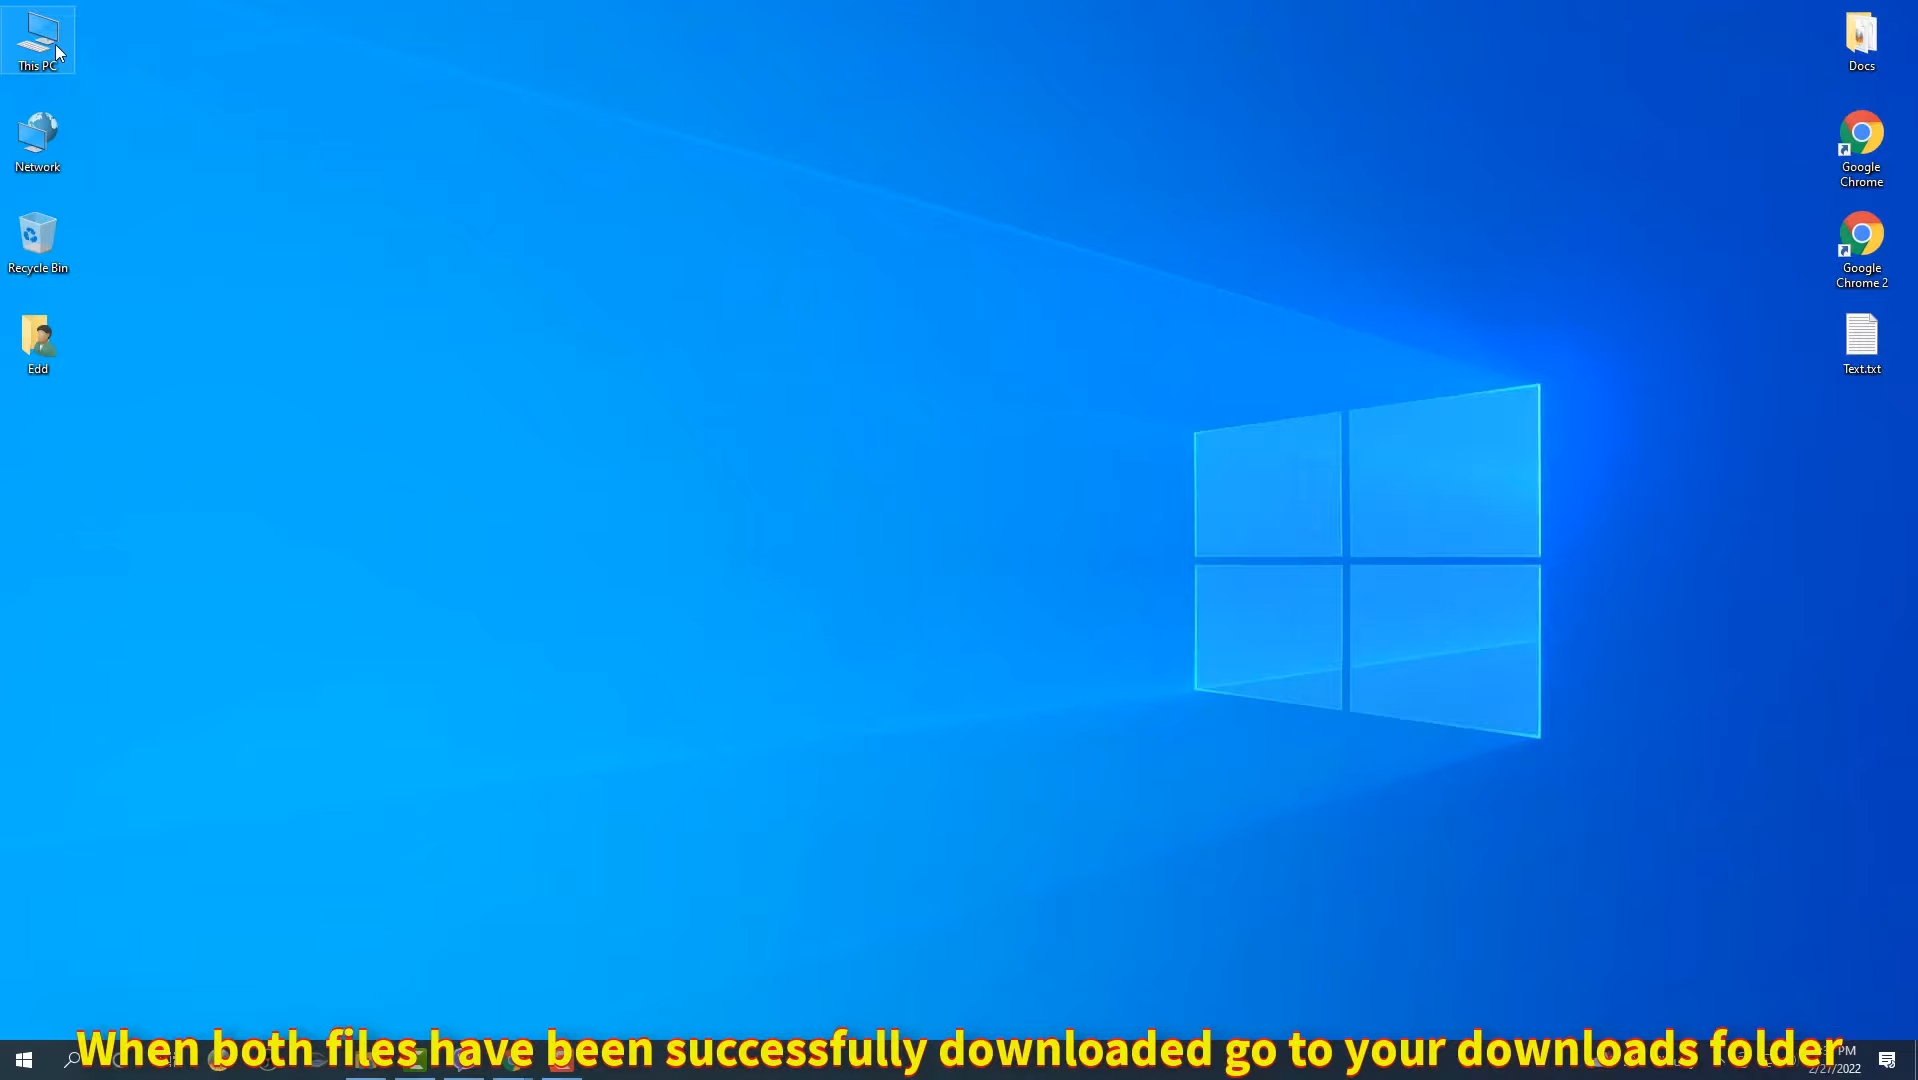 This PC
Network
Recycle Bin
Edd
Docs
Google
Chrome
Google
Chrome 2
Text.txt
When both files have been successfully downloaded go to your downloads folder
PM
2/27/2022